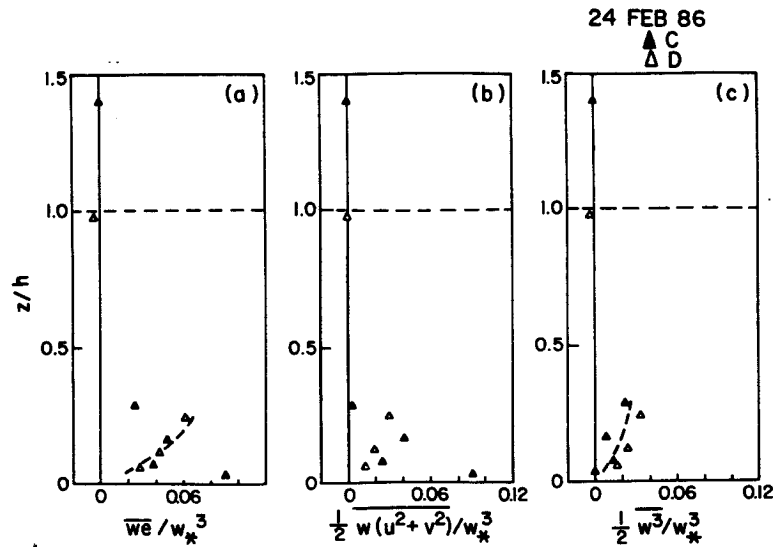 24 FEB 86
▲ C
△ D
(a) (b) (c)
1.5 1.5 1.5
1.0 1.0 1.0
z/h
0.5 0.5 0.5
0 0 0
0 0.06 0 0.06 0.12 0 0.06 0.12
w̅e̅/w*³ ½ w(u²+v²)/w*³ ½ w³/w*³